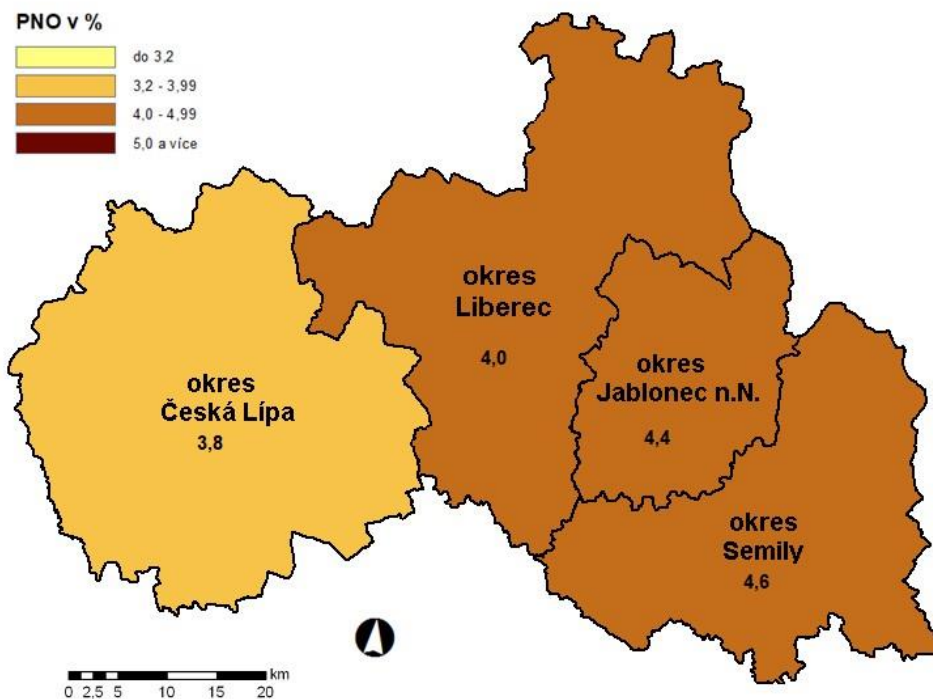 PNO v %
do 3,2
3,2 - 3,99
4,0 - 4,99
5,0 a více
okres
Liberec
4,0
okres
Jablonec n.N.
4,4
okres
Česká Lípa
3,8
okres
Semily
4,6
km
0 2,5 5 10 15 20